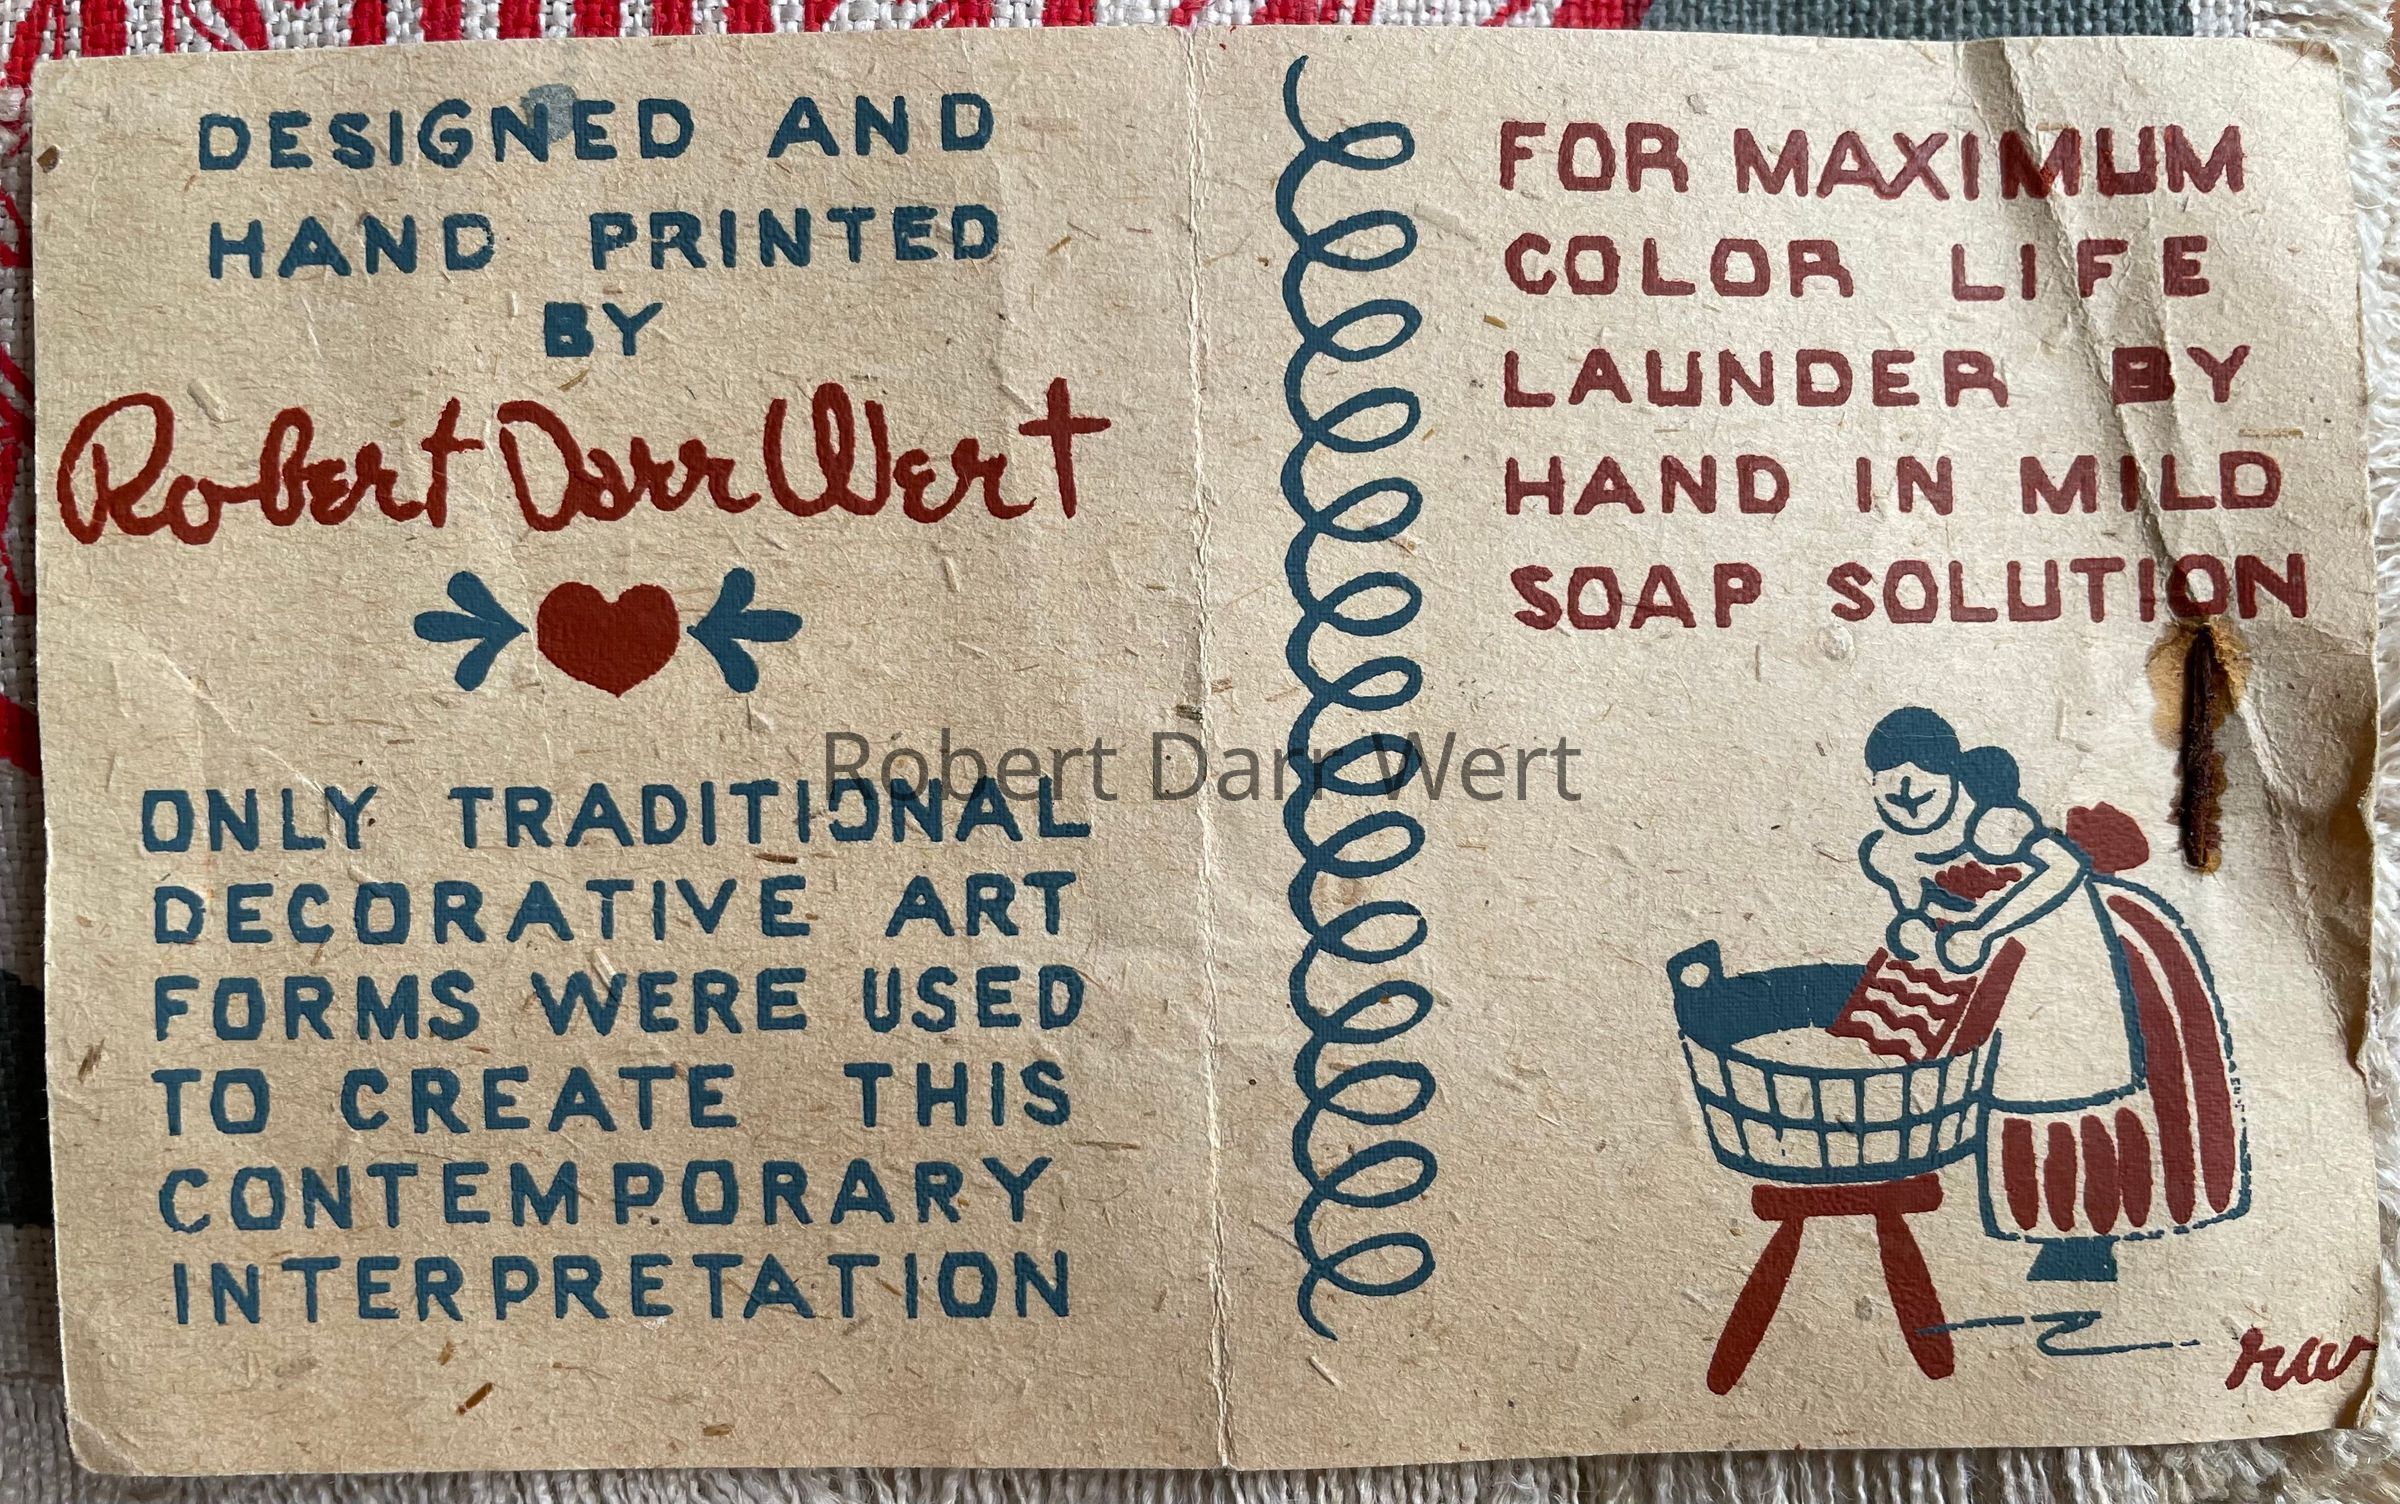 DESIGNED AND
HAND PRINTED
BY
Robert Darr Wert
ONLY TRADITIONAL
DECORATIVE ART
FORMS WERE USED
TO CREATE THIS
CONTEMPORARY
INTERPRETATION
FOR MAXIMUM
COLOR LIFE
LAUNDER BY
HAND IN MILD
SOAP SOLUTION
rw
Robert Darr Wert